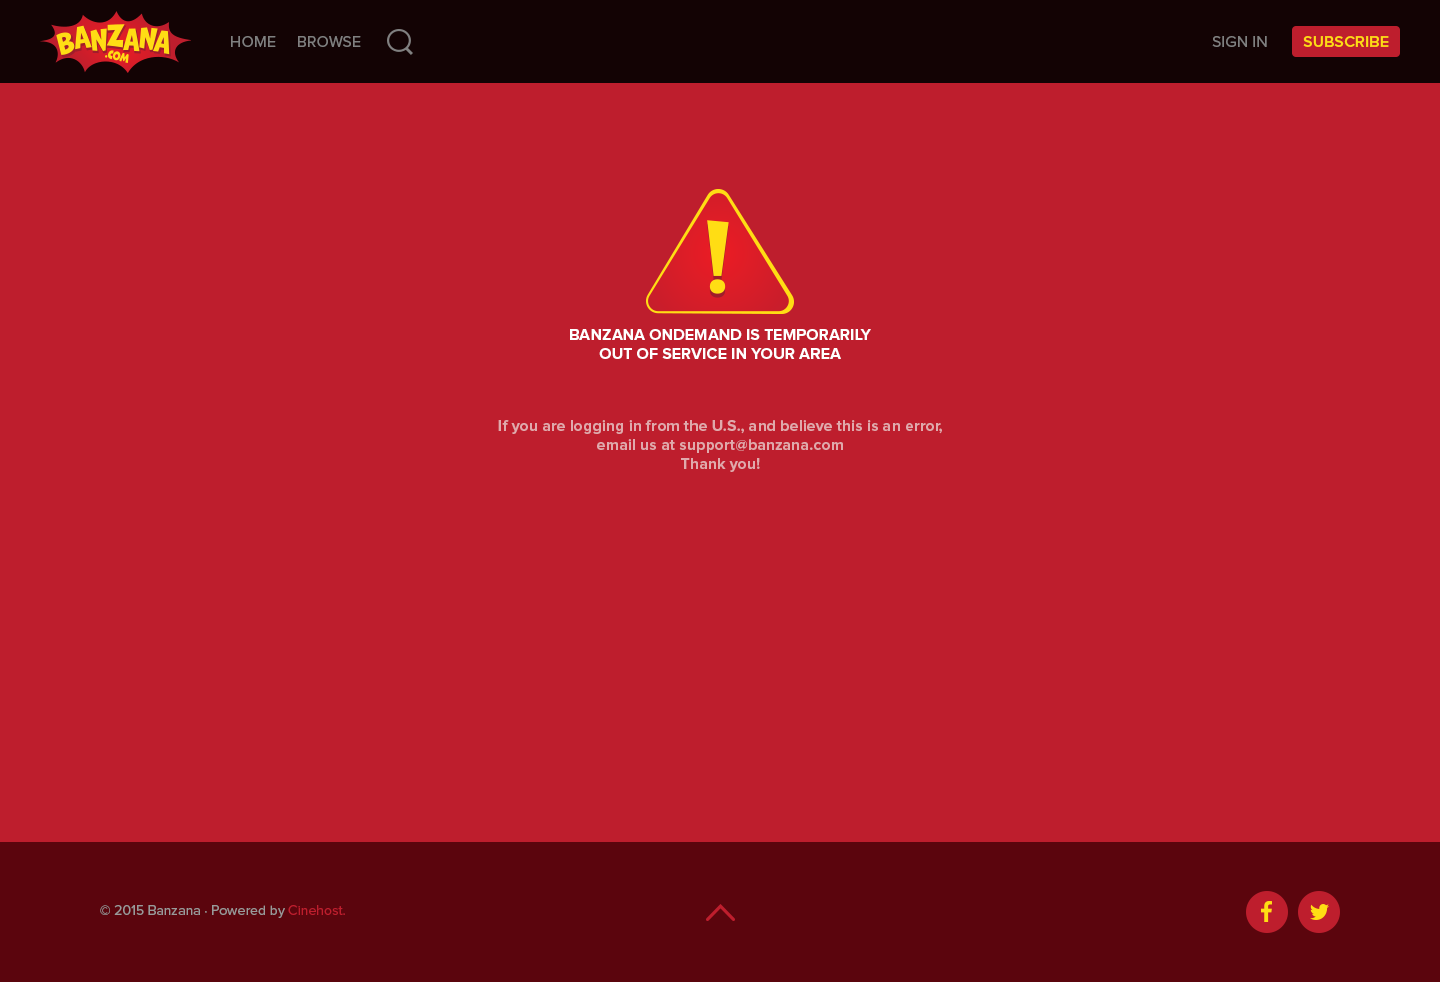 BANZANA
.COM
HOME
BROWSE
SIGN IN
SUBSCRIBE
BANZANA ONDEMAND IS TEMPORARILY
OUT OF SERVICE IN YOUR AREA
If you are logging in from the U.S., and believe this is an error,
email us at support@banzana.com
Thank you!
© 2015 Banzana · Powered by Cinehost.